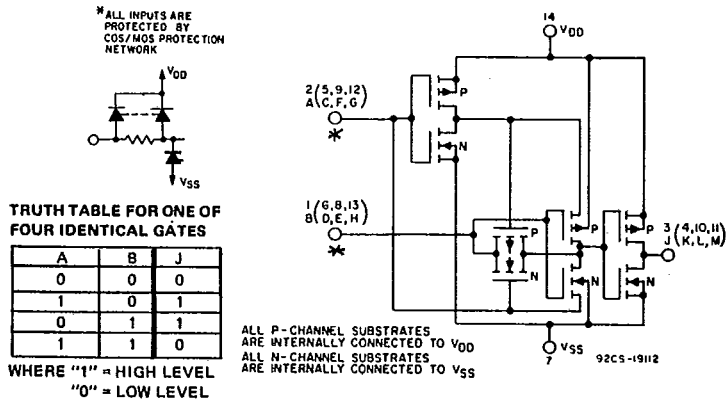 *ALL INPUTS ARE
PROTECTED BY
COS/MOS PROTECTION
NETWORK
VDD
VSS
TRUTH TABLE FOR ONE OF
FOUR IDENTICAL GATES
A B J
0 0 0
1 0 1
0 1 1
1 1 0
WHERE "1" = HIGH LEVEL
"0" = LOW LEVEL
14
VDD
2 (5,9,12)
A (C,F,G)
*
P
N
1 (6,8,13)
B (D,E,H)
*
P
N
P
N
P
N
3 (4,10,11)
J (K,L,M)
ALL P-CHANNEL SUBSTRATES
ARE INTERNALLY CONNECTED TO VDD
ALL N-CHANNEL SUBSTRATES
ARE INTERNALLY CONNECTED TO VSS
VSS
7
92CS-19112